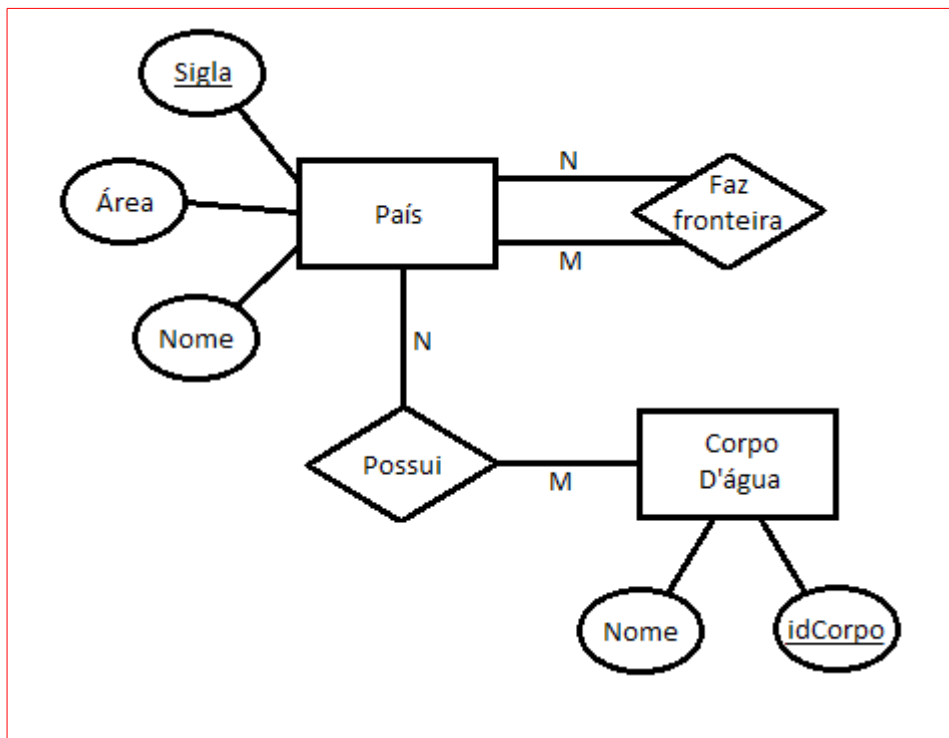 Sigla
Área
Nome
País
N
M
Faz
fronteira
N
Possui
M
Corpo
D'água
Nome
idCorpo